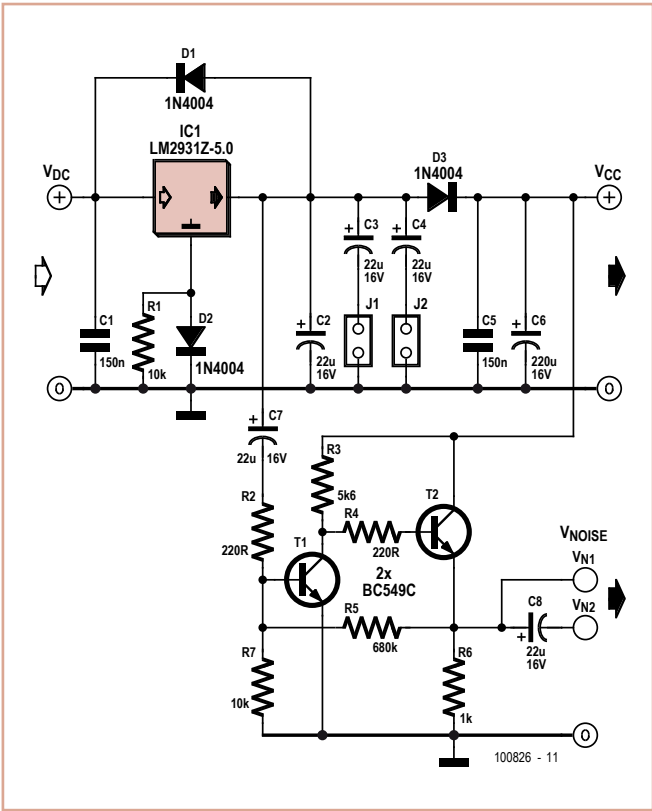 D1
1N4004
IC1
LM2931Z-5.0
D3
1N4004
VDC
VCC
C3
22u
16V
C4
22u
16V
R1
10k
D2
1N4004
J1
J2
C1
150n
C2
22u
16V
C5
150n
C6
220u
16V
0
0
C7
22u 16V
R3
5k6
R2
220R
T1
R4
220R
T2
2x
BC549C
VNOISE
VN1
VN2
R5
680k
C8
22u
16V
R7
10k
R6
1k
0
100826 - 11